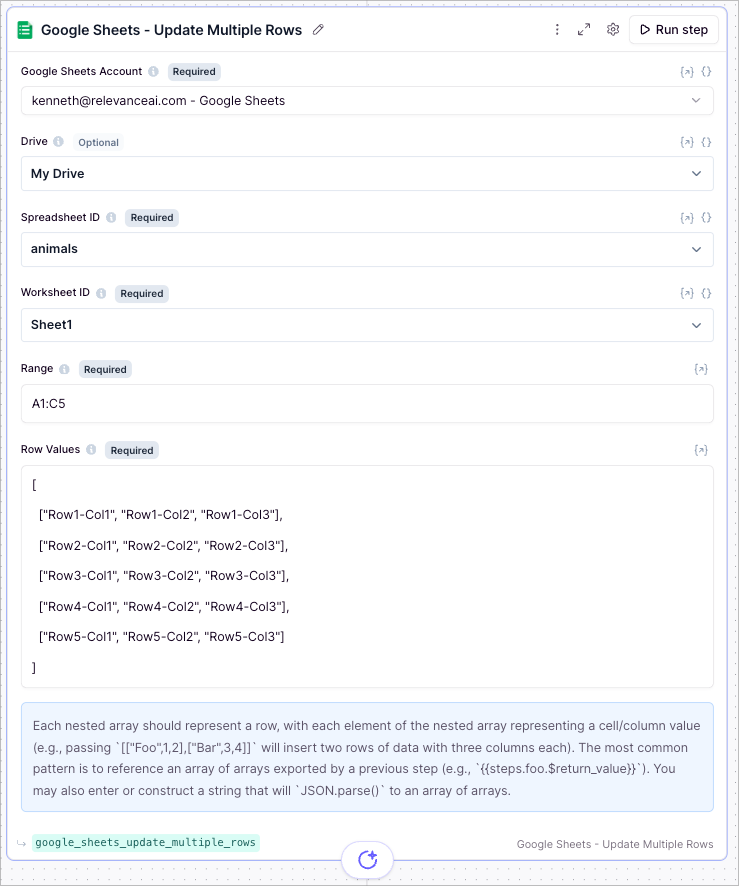 Google Sheets - Update Multiple Rows
Run step
Google Sheets Account Required
kenneth@relevanceai.com - Google Sheets
Drive Optional
My Drive
Spreadsheet ID Required
animals
Worksheet ID Required
Sheet1
Range Required
A1:C5
Row Values Required
[
["Row1-Col1", "Row1-Col2", "Row1-Col3"],
["Row2-Col1", "Row2-Col2", "Row2-Col3"],
["Row3-Col1", "Row3-Col2", "Row3-Col3"],
["Row4-Col1", "Row4-Col2", "Row4-Col3"],
["Row5-Col1", "Row5-Col2", "Row5-Col3"]
]
Each nested array should represent a row, with each element of the nested array representing a cell/column value
(e.g., passing `[["Foo",1,2],["Bar",3,4]]` will insert two rows of data with three columns each). The most common
pattern is to reference an array of arrays exported by a previous step (e.g., `{{steps.foo.$return_value}}`). You
may also enter or construct a string that will `JSON.parse()` to an array of arrays.
google_sheets_update_multiple_rows
Google Sheets - Update Multiple Rows